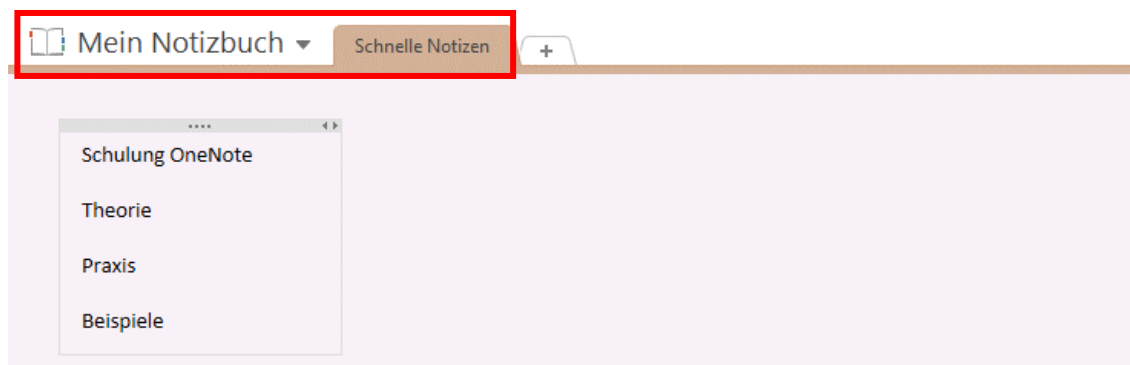 Mein Notizbuch
Schnelle Notizen
+
Schulung OneNote
Theorie
Praxis
Beispiele